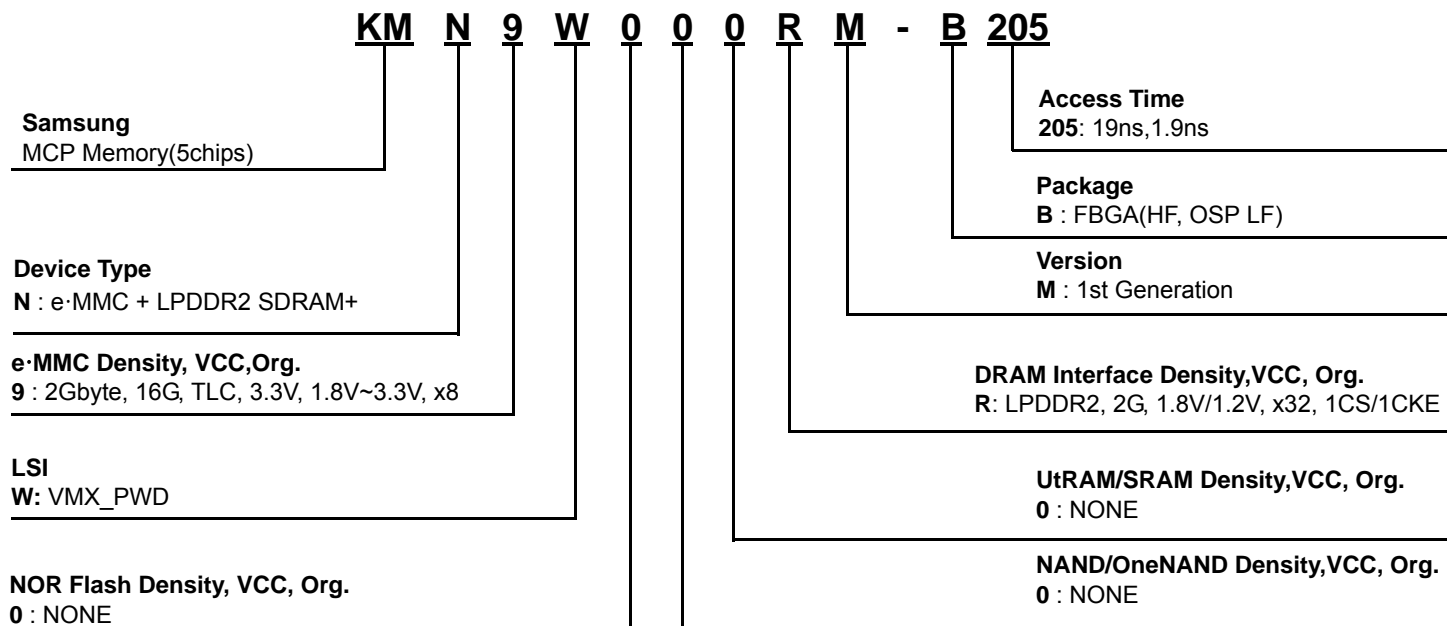 KM N 9 W 0 0 0 R M - B 205
Samsung
MCP Memory(5chips)
Device Type
N : e·MMC + LPDDR2 SDRAM+
e·MMC Density, VCC,Org.
9 : 2Gbyte, 16G, TLC, 3.3V, 1.8V~3.3V, x8
LSI
W: VMX_PWD
NOR Flash Density, VCC, Org.
0 : NONE
Access Time
205: 19ns,1.9ns
Package
B : FBGA(HF, OSP LF)
Version
M : 1st Generation
DRAM Interface Density,VCC, Org.
R: LPDDR2, 2G, 1.8V/1.2V, x32, 1CS/1CKE
UtRAM/SRAM Density,VCC, Org.
0 : NONE
NAND/OneNAND Density,VCC, Org.
0 : NONE